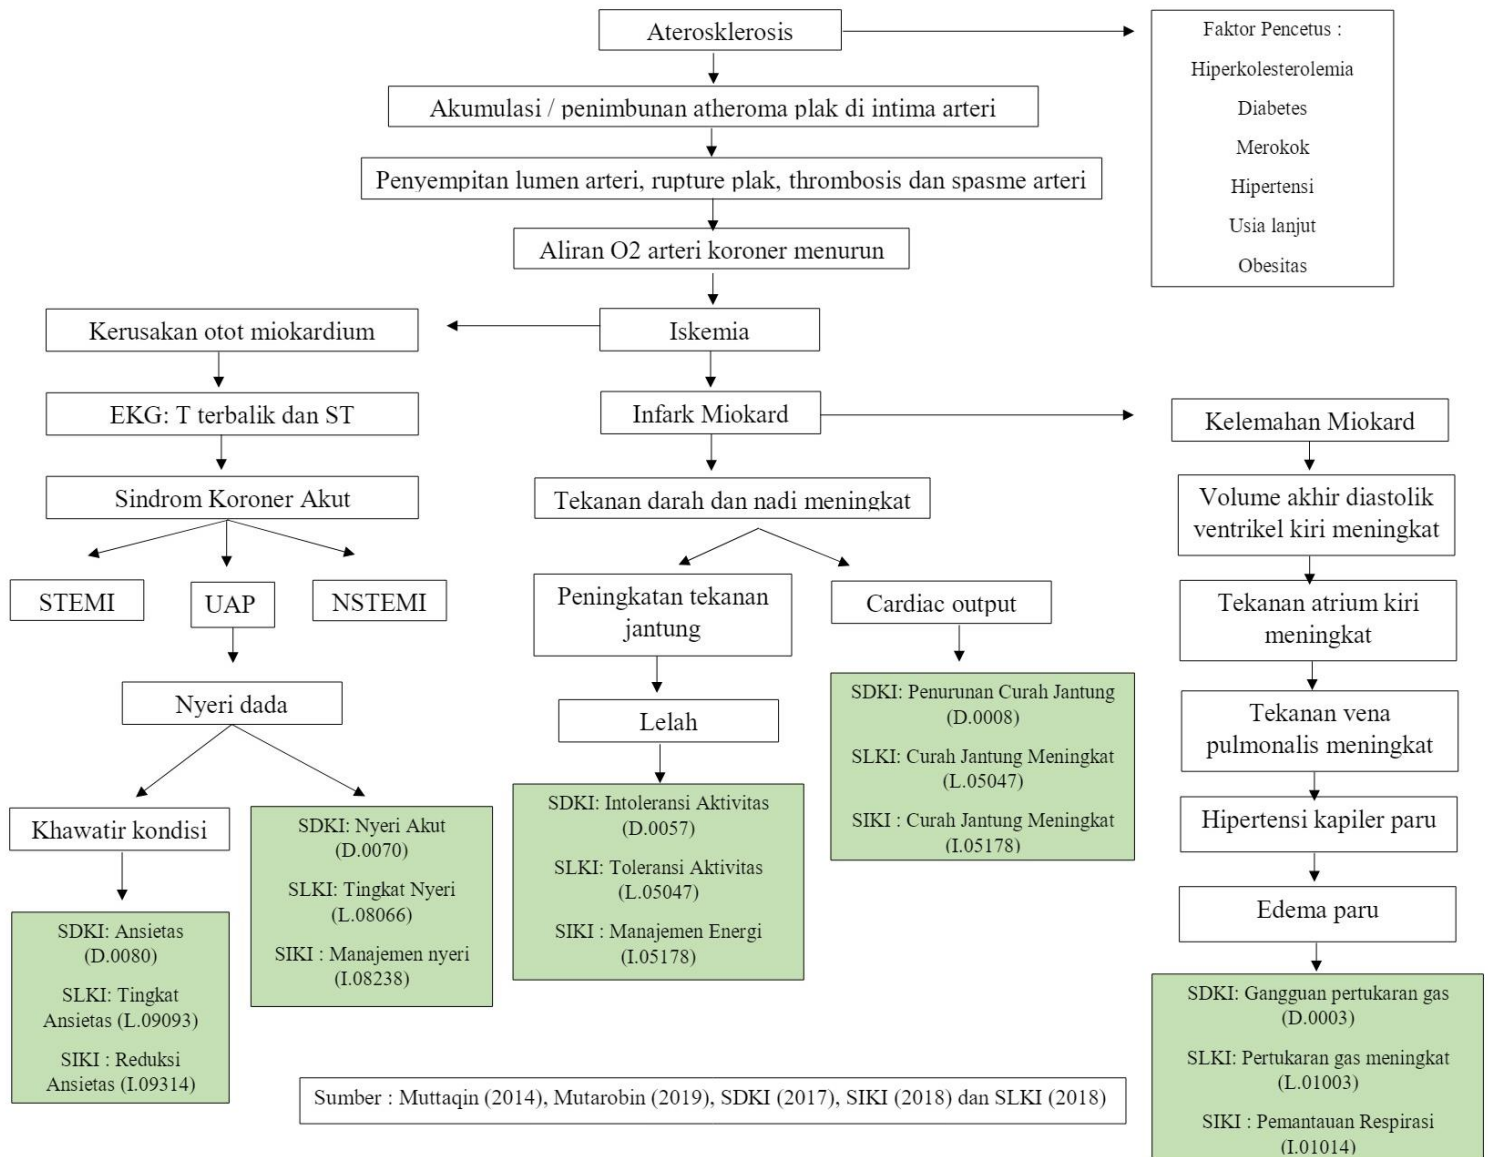 Aterosklerosis
Faktor Pencetus :
Hiperkolesterolemia
Diabetes
Merokok
Hipertensi
Usia lanjut
Obesitas
Akumulasi / penimbunan atheroma plak di intima arteri
Penyempitan lumen arteri, rupture plak, thrombosis dan spasme arteri
Aliran O2 arteri koroner menurun
Kerusakan otot miokardium
Iskemia
EKG: T terbalik dan ST
Infark Miokard
Kelemahan Miokard
Sindrom Koroner Akut
Tekanan darah dan nadi meningkat
Volume akhir diastolik
ventrikel kiri meningkat
STEMI
UAP
NSTEMI
Peningkatan tekanan
jantung
Cardiac output
Tekanan atrium kiri
meningkat
Nyeri dada
Lelah
SDKI: Penurunan Curah Jantung
(D.0008)
SLKI: Curah Jantung Meningkat
(L.05047)
SIKI : Curah Jantung Meningkat
(I.05178)
Tekanan vena
pulmonalis meningkat
Khawatir kondisi
SDKI: Nyeri Akut
(D.0070)
SLKI: Tingkat Nyeri
(L.08066)
SIKI : Manajemen nyeri
(I.08238)
SDKI: Intoleransi Aktivitas
(D.0057)
SLKI: Toleransi Aktivitas
(L.05047)
SIKI : Manajemen Energi
(I.05178)
Hipertensi kapiler paru
Edema paru
SDKI: Ansietas
(D.0080)
SLKI: Tingkat
Ansietas (L.09093)
SIKI : Reduksi
Ansietas (I.09314)
SDKI: Gangguan pertukaran gas
(D.0003)
SLKI: Pertukaran gas meningkat
(L.01003)
SIKI : Pemantauan Respirasi
(I.01014)
Sumber : Muttaqin (2014), Mutarobin (2019), SDKI (2017), SIKI (2018) dan SLKI (2018)